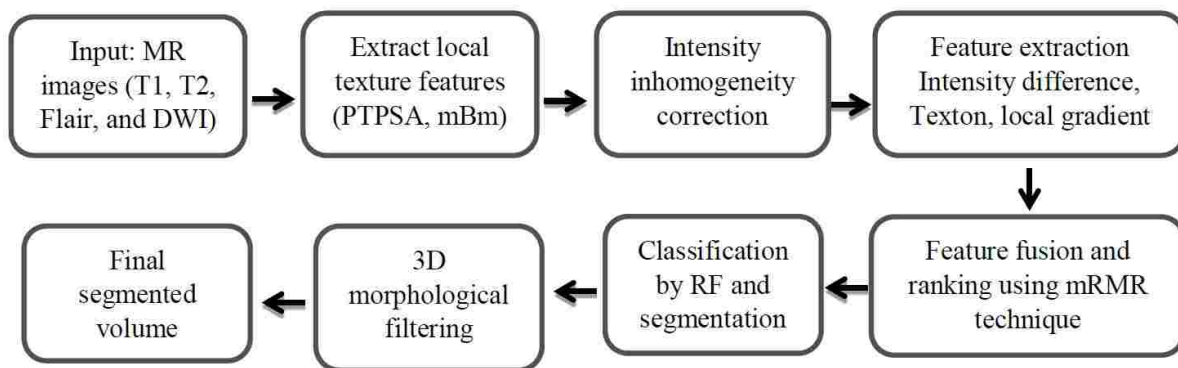 Input: MR
images (T1, T2,
Flair, and DWI)
Extract local
texture features
(PTPSA, mBm)
Intensity
inhomogeneity
correction
Feature extraction
Intensity difference,
Texton, local gradient
Feature fusion and
ranking using mRMR
technique
Classification
by RF and
segmentation
3D
morphological
filtering
Final
segmented
volume